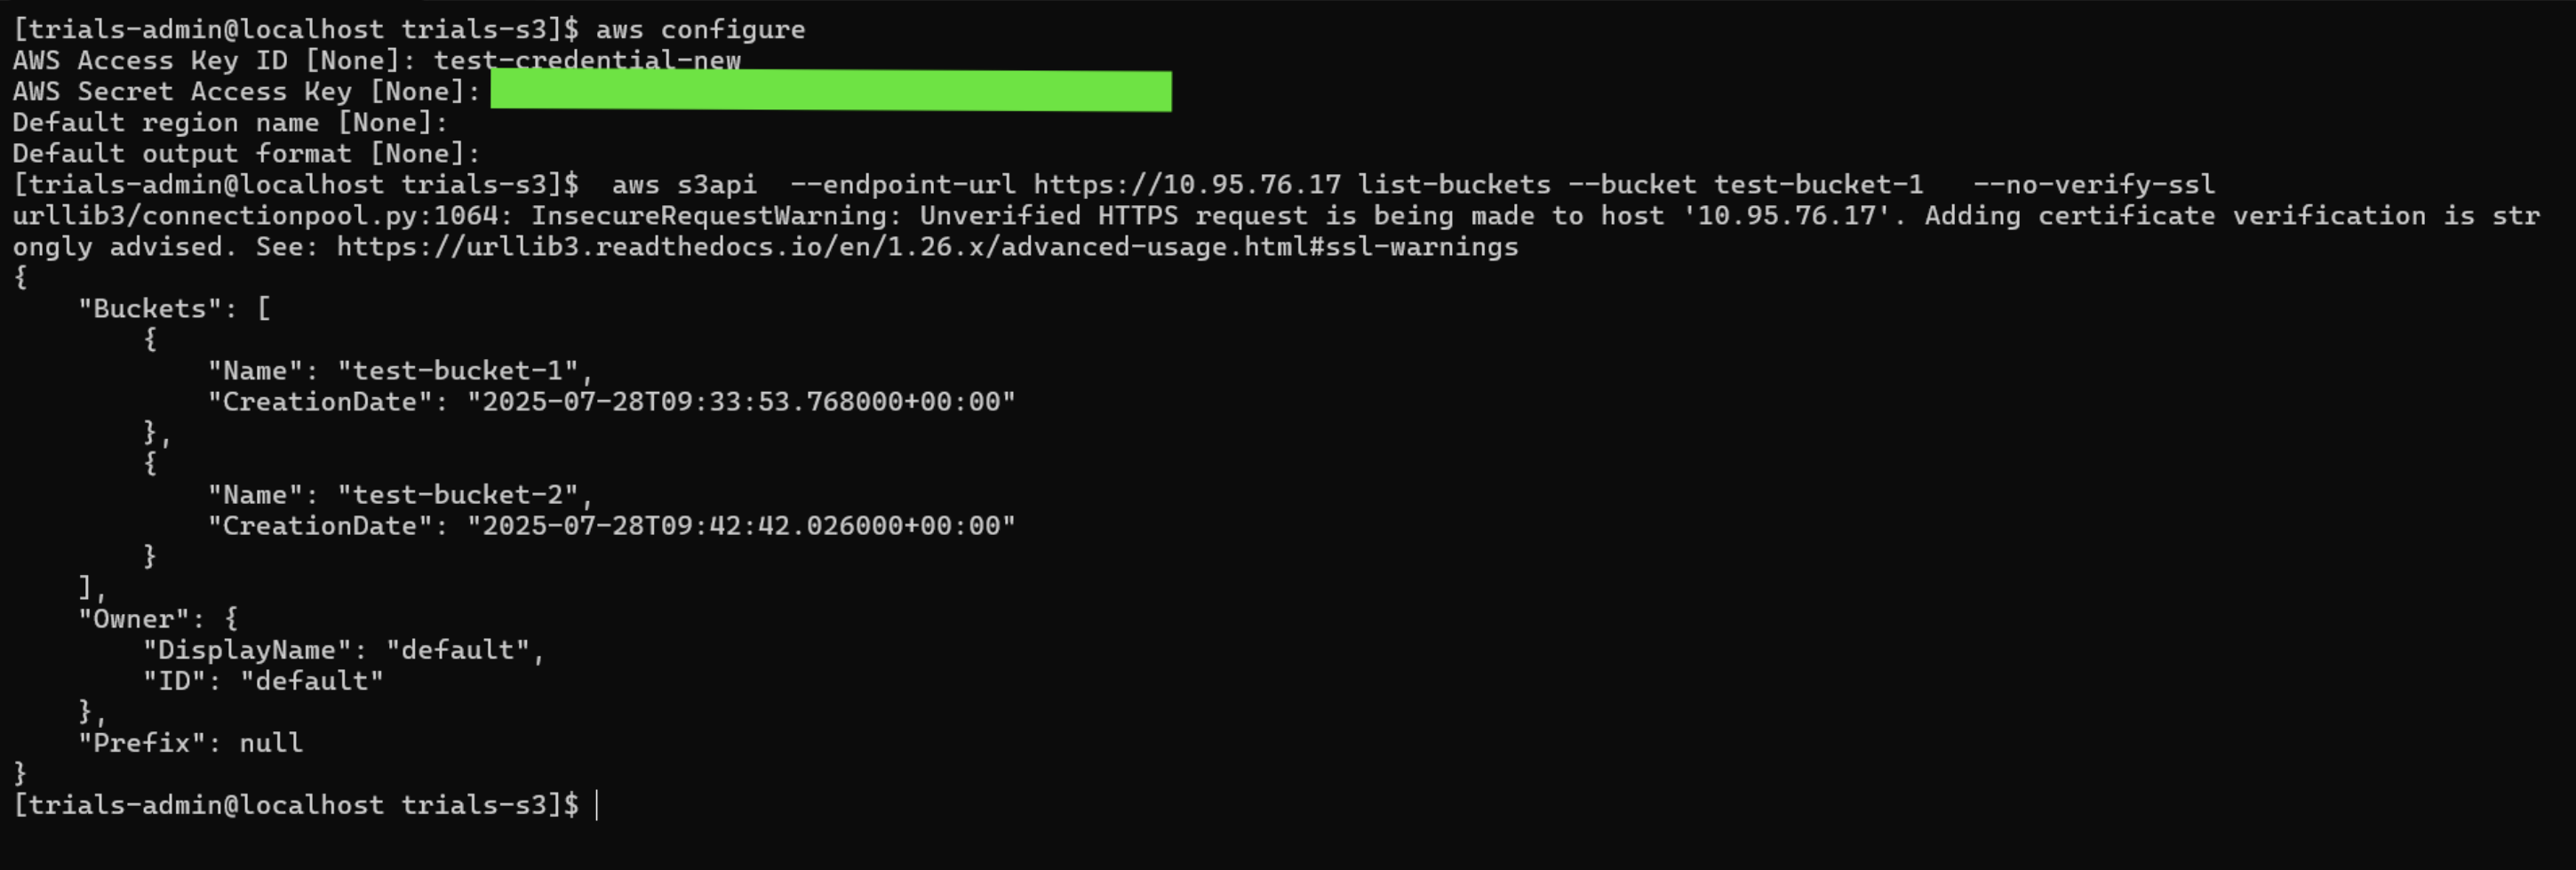 [trials-admin@localhost trials-s3]$ aws configure
AWS Access Key ID [None]: test-credential-new
AWS Secret Access Key [None]:
Default region name [None]:
Default output format [None]:
[trials-admin@localhost trials-s3]$  aws s3api  --endpoint-url https://10.95.76.17 list-buckets --bucket test-bucket-1   --no-verify-ssl
urllib3/connectionpool.py:1064: InsecureRequestWarning: Unverified HTTPS request is being made to host '10.95.76.17'. Adding certificate verification is str
ongly advised. See: https://urllib3.readthedocs.io/en/1.26.x/advanced-usage.html#ssl-warnings
{
    "Buckets": [
        {
            "Name": "test-bucket-1",
            "CreationDate": "2025-07-28T09:33:53.768000+00:00"
        },
        {
            "Name": "test-bucket-2",
            "CreationDate": "2025-07-28T09:42:42.026000+00:00"
        }
    ],
    "Owner": {
        "DisplayName": "default",
        "ID": "default"
    },
    "Prefix": null
}
[trials-admin@localhost trials-s3]$